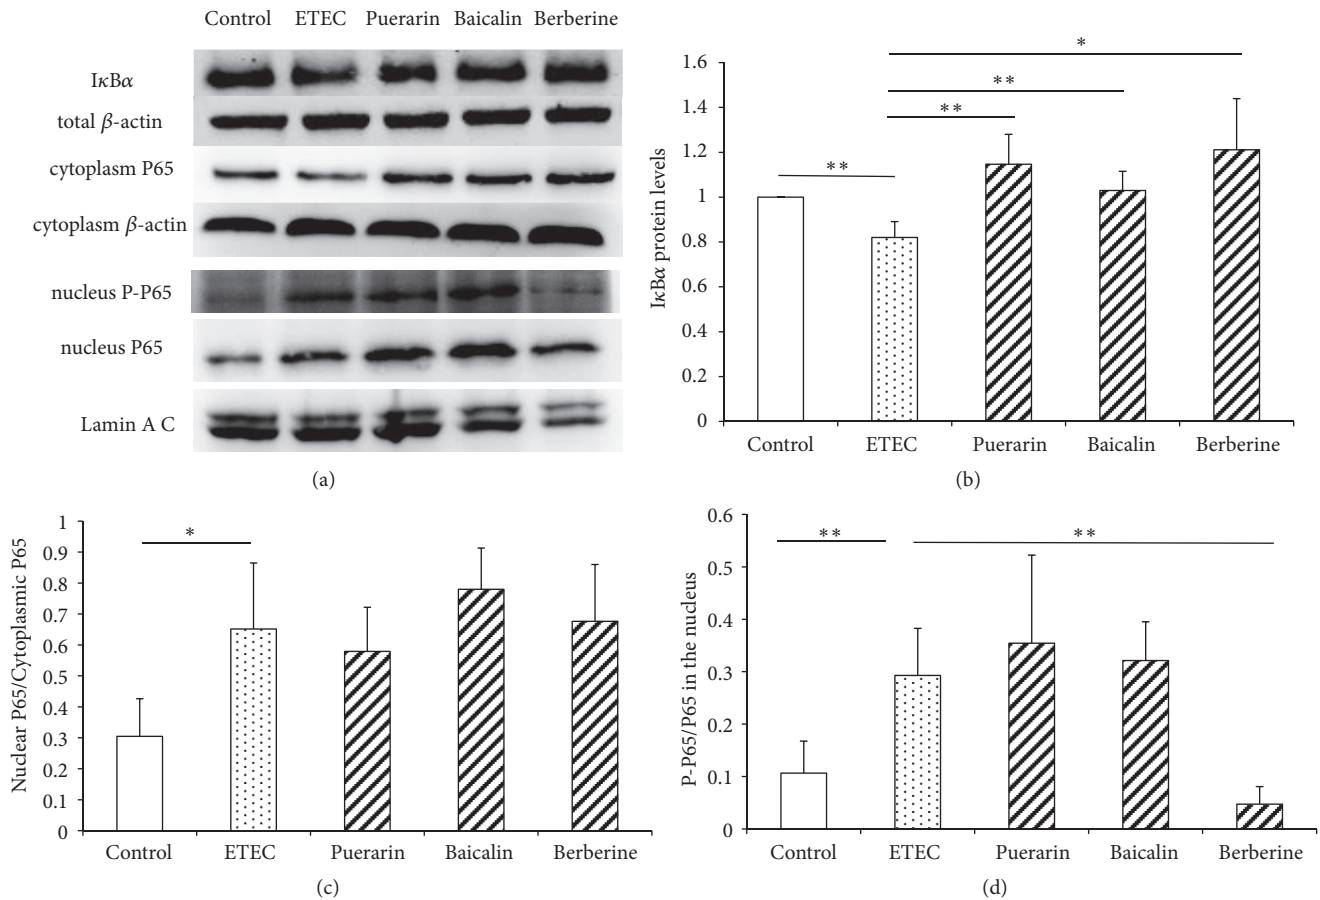 Control ETEC Puerarin Baicalin Berberine
IκBα
total β-actin
cytoplasm P65
cytoplasm β-actin
nucleus P-P65
nucleus P65
Lamin A C
(a)
IκBα protein levels
1.6
1.4
1.2
1
0.8
0.6
0.4
0.2
0
**
**
**
*
Control ETEC Puerarin Baicalin Berberine
(b)
Nuclear P65/Cytoplasmic P65
1
0.9
0.8
0.7
0.6
0.5
0.4
0.3
0.2
0.1
0
*
Control ETEC Puerarin Baicalin Berberine
(c)
P-P65/P65 in the nucleus
0.6
0.5
0.4
0.3
0.2
0.1
0
**
**
Control ETEC Puerarin Baicalin Berberine
(d)